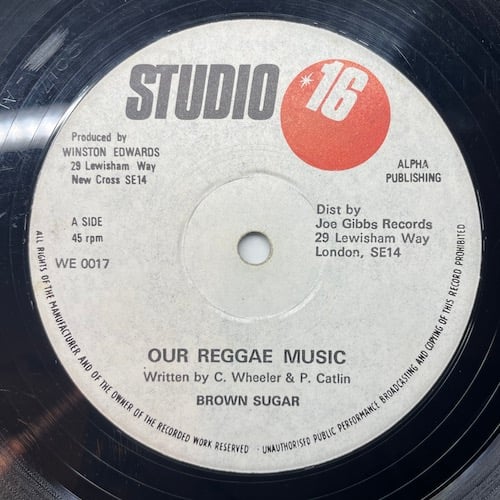 STUDIO 16
Produced by
WINSTON EDWARDS
29 Lewisham Way
New Cross SE14
ALPHA
PUBLISHING
A SIDE
45 rpm
WE 0017
Dist by
Joe Gibbs Records
29 Lewisham Way
London, SE14
OUR REGGAE MUSIC
Written by C. Wheeler & P. Catlin
BROWN SUGAR
ALL RIGHTS OF THE MANUFACTURER AND OF THE OWNER OF THE RECORDED WORK RESERVED · UNAUTHORISED PUBLIC PERFORMANCE BROADCASTING AND COPYING OF THIS RECORD PROHIBITED